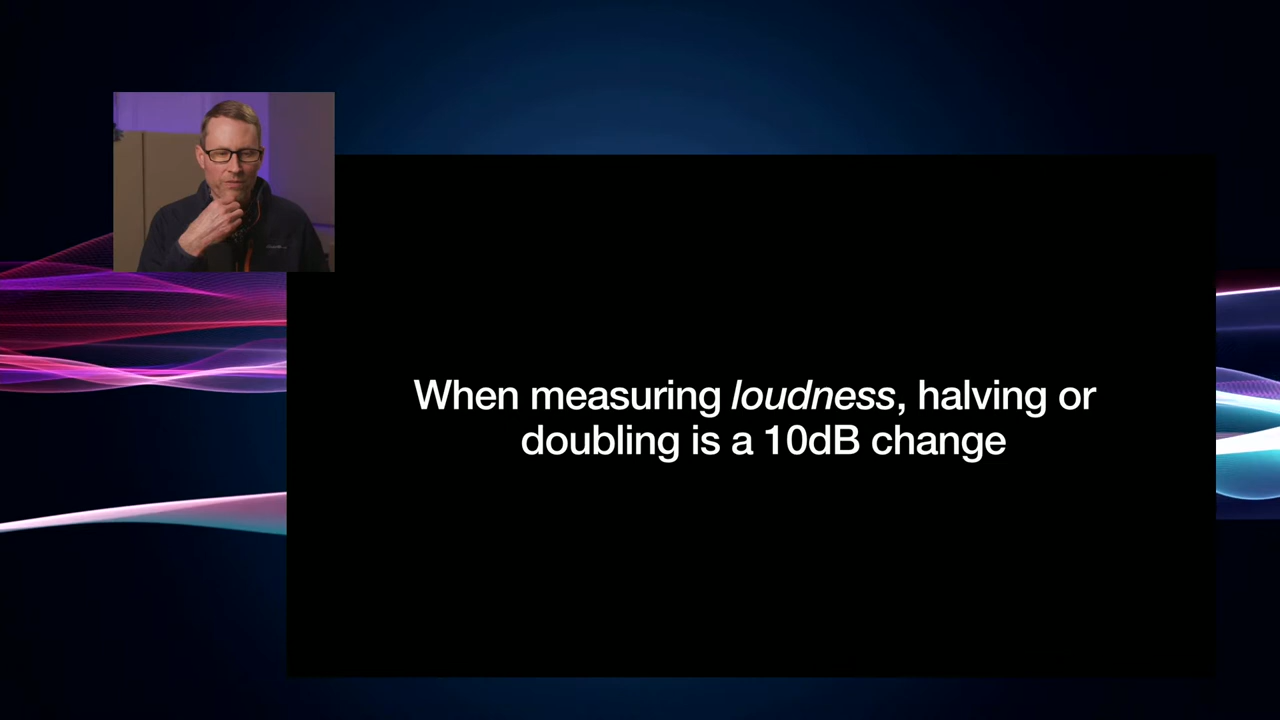 When measuring loudness, halving or
doubling is a 10dB change